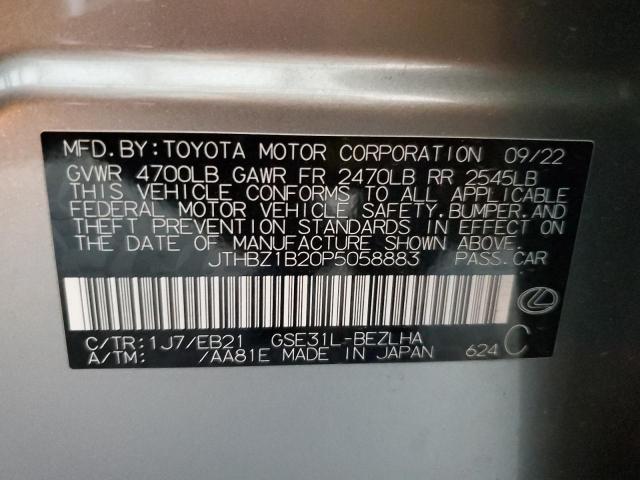 MFD.BY:TOYOTA MOTOR CORPORATION 09/22
GVWR 4700LB GAWR FR 2470LB RR 2545LB
THIS VEHICLE CONFORMS TO ALL APPLICABLE
FEDERAL MOTOR VEHICLE SAFETY,BUMPER,AND
THEFT PREVENTION STANDARDS IN EFFECT ON
THE DATE OF MANUFACTURE SHOWN ABOVE.
JTHBZ1B20P5058883 PASS.CAR
C/TR:1J7/EB21 GSE31L-BEZLHA
A/TM: /AA81E MADE IN JAPAN 624 C